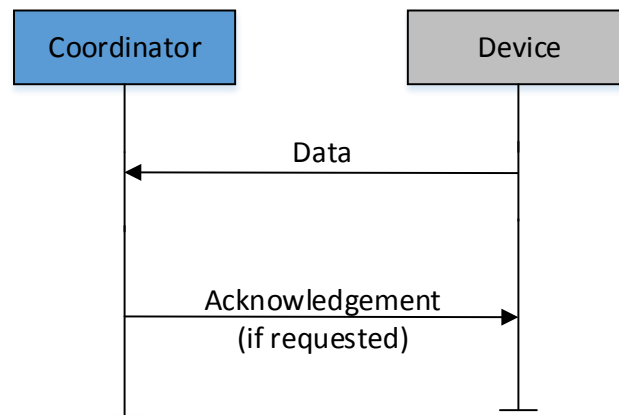 Coordinator
Device
Data
Acknowledgement
(if requested)